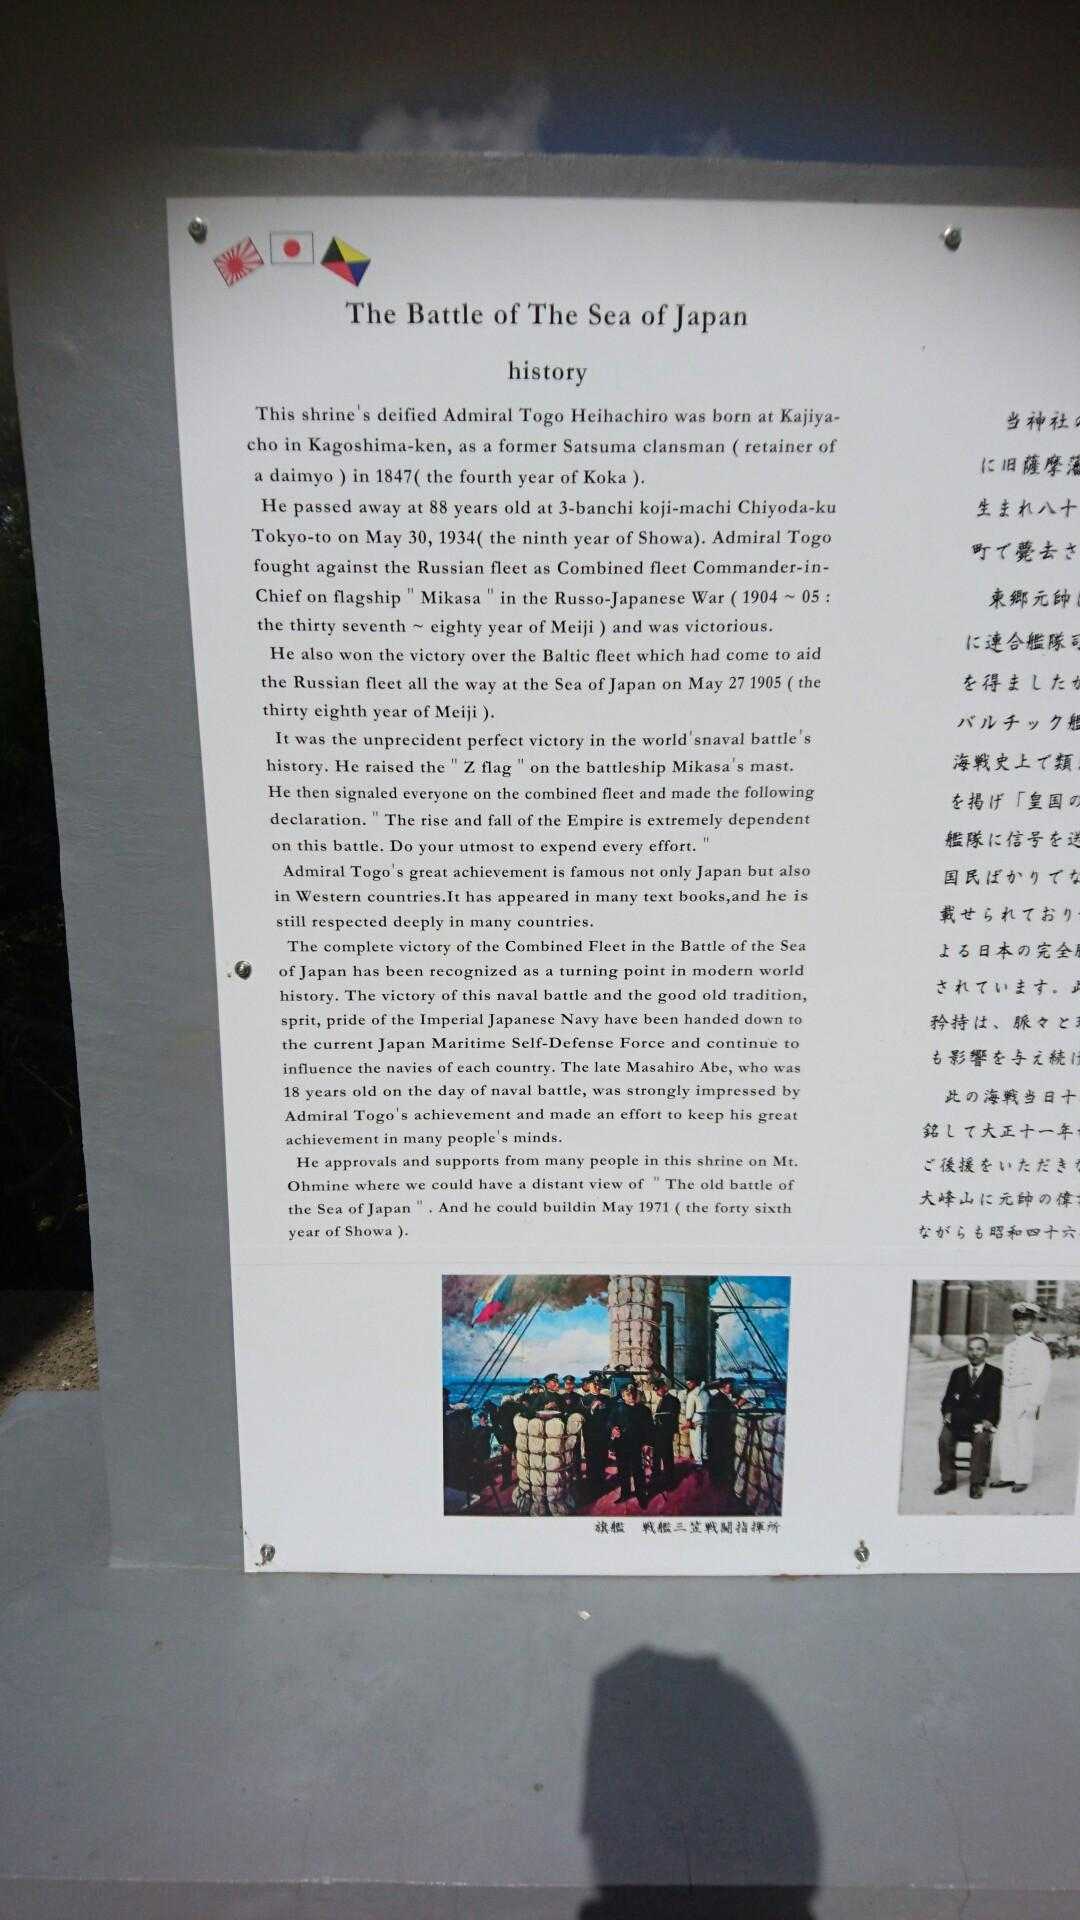 The Battle of The Sea of Japan
history
This shrine's deified Admiral Togo Heihachiro was born at Kajiya-
cho in Kagoshima-ken, as a former Satsuma clansman ( retainer of
a daimyo ) in 1847( the fourth year of Koka ).
He passed away at 88 years old at 3-banchi koji-machi Chiyoda-ku
Tokyo-to on May 30, 1934( the ninth year of Showa). Admiral Togo
fought against the Russian fleet as Combined fleet Commander-in-
Chief on flagship " Mikasa " in the Russo-Japanese War ( 1904 ~ 05 :
the thirty seventh ~ eighty year of Meiji ) and was victorious.
He also won the victory over the Baltic fleet which had come to aid
the Russian fleet all the way at the Sea of Japan on May 27 1905 ( the
thirty eighth year of Meiji ).
It was the unprecident perfect victory in the world'snaval battle's
history. He raised the " Z flag " on the battleship Mikasa's mast.
He then signaled everyone on the combined fleet and made the following
declaration. " The rise and fall of the Empire is extremely dependent
on this battle. Do your utmost to expend every effort. "
Admiral Togo's great achievement is famous not only Japan but also
in Western countries.It has appeared in many text books,and he is
still respected deeply in many countries.
The complete victory of the Combined Fleet in the Battle of the Sea
of Japan has been recognized as a turning point in modern world
history. The victory of this naval battle and the good old tradition,
sprit, pride of the Imperial Japanese Navy have been handed down to
the current Japan Maritime Self-Defense Force and continue to
influence the navies of each country. The late Masahiro Abe, who was
18 years old on the day of naval battle, was strongly impressed by
Admiral Togo's achievement and made an effort to keep his great
achievement in many people's minds.
He approvals and supports from many people in this shrine on Mt.
Ohmine where we could have a distant view of " The old battle of
the Sea of Japan " . And he could buildin May 1971 ( the forty sixth
year of Showa ).
旗艦 戦艦三笠戦闘指揮所
当神社の
に旧薩摩藩
生まれ八十
町で薨去さ
東郷元帥は
に連合艦隊司
を得ましたが
バルチック艦
海戦史上で類
を掲げ「皇国の
艦隊に信号を送
国民ばかりでな
載せられており
よる日本の完全勝
されています。
矜持は、脈々と
も影響を与え続け
此の海戦当日十
銘して大正十一年
ご後援をいただき
大峰山に元帥の偉
ながらも昭和四十六